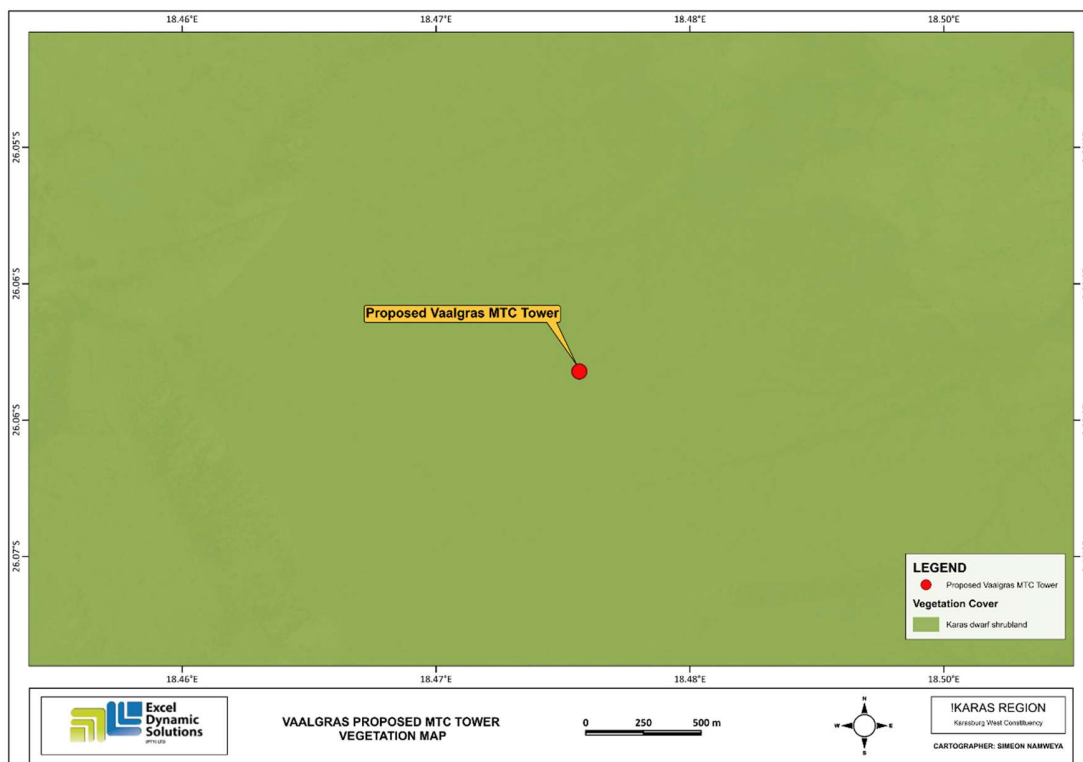 18.46°E 18.47°E 18.48°E 18.50°E
26.05°S
26.06°S
Proposed Vaalgras MTC Tower
26.06°S
26.07°S
LEGEND
Proposed Vaalgras MTC Tower
Vegetation Cover
Karas dwarf shrubland
18.46°E 18.47°E 18.48°E 18.50°E
Excel
Dynamic
Solutions
(PTY) LTD
VAALGRAS PROPOSED MTC TOWER
VEGETATION MAP
0 250 500 m
N
W E
S
!KARAS REGION
Karasburg West Constituency
CARTOGRAPHER: SIMEON NAMWEYA